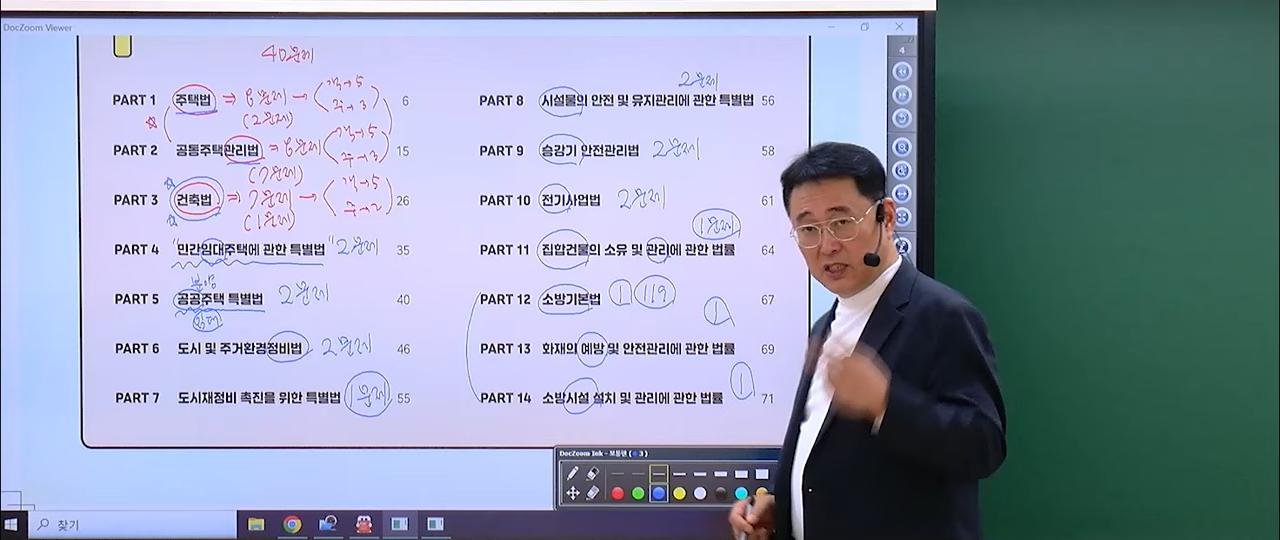 DocZoom Viewer
40문제
PART 1 주택법 ⇒ 8문제 → 객→5 주→3 6
(2문제)
PART 2 공동주택관리법 ⇒ 8문제 객→5 주→3 15
(7문제)
PART 3 건축법 ⇒ 7문제 → 객→5 주→2 26
(1문제)
PART 4 "민간임대주택에 관한 특별법" 2문제 35
분양
PART 5 공공주택 특별법 2문제 40
임대
PART 6 도시 및 주거환경정비법 2문제 46
PART 7 도시재정비 촉진을 위한 특별법 1문제 55
2문제
PART 8 시설물의 안전 및 유지관리에 관한 특별법 56
PART 9 승강기 안전관리법 2문제 58
PART 10 전기사업법 2문제 61
1문제
PART 11 집합건물의 소유 및 관리에 관한 법률 64
PART 12 소방기본법 1 119 67
1
PART 13 화재의 예방 및 안전관리에 관한 법률 69
1
PART 14 소방시설 설치 및 관리에 관한 법률 71
4
DocZoom Ink - 보통펜 ( 3 )
찾기